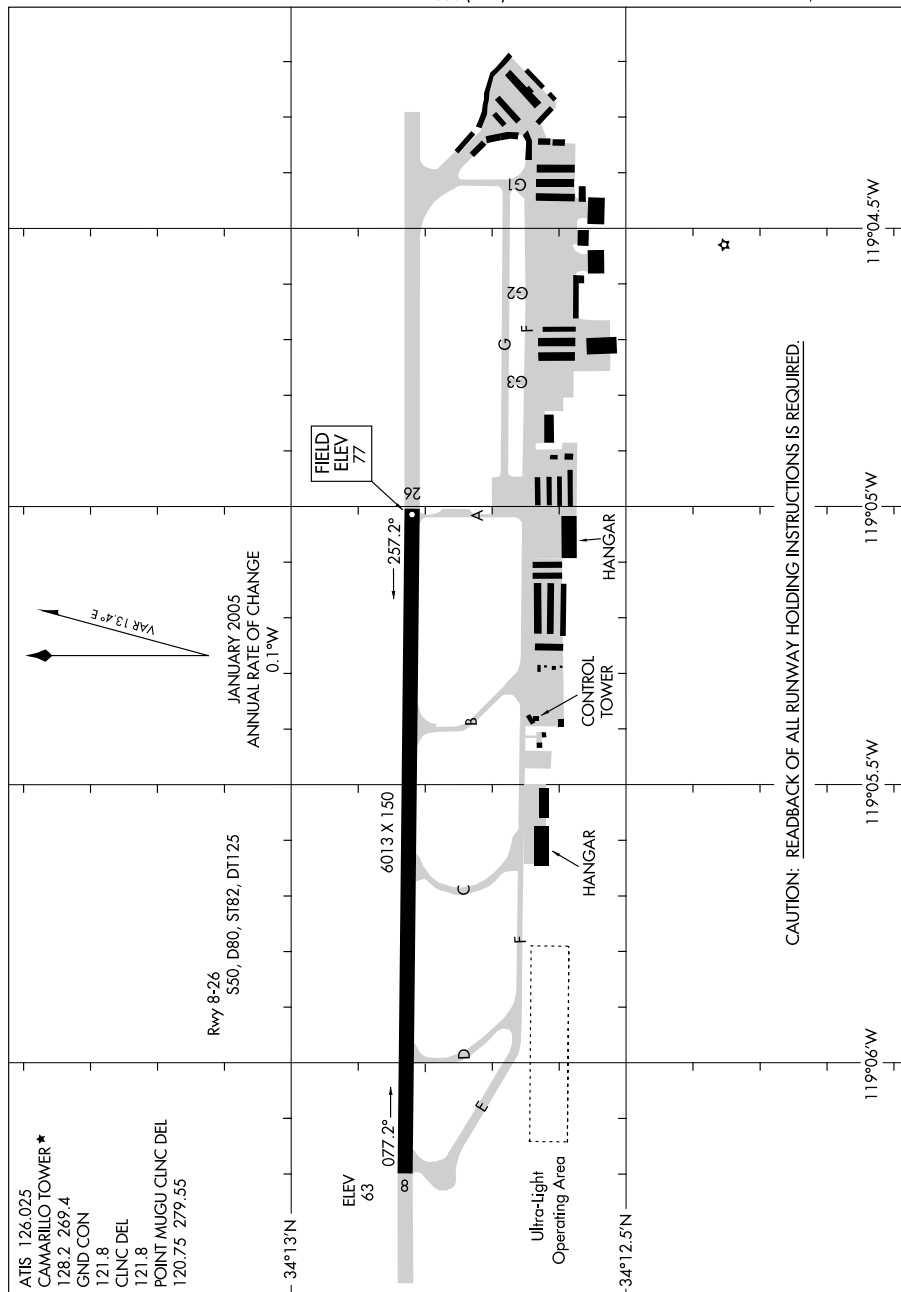 ATIS 126.025
CAMARILLO TOWER★
128.2 269.4
GND CON
121.8
CLNC DEL
121.8
POINT MUGU CLNC DEL
120.75 279.55
Rwy 8-26
S50, D80, ST82, DT125
JANUARY 2005
ANNUAL RATE OF CHANGE
0.1°W
VAR 13.4°E
34°13'N
ELEV
63
8
077.2°
6013 X 150
257.2°
26
FIELD
ELEV
77
E
D
C
B
A
F
G
F
G3
G2
G1
Ultra-Light
Operating Area
HANGAR
CONTROL
TOWER
HANGAR
34°12.5'N
CAUTION: READBACK OF ALL RUNWAY HOLDING INSTRUCTIONS IS REQUIRED.
119°06'W
119°05.5'W
119°05'W
119°04.5'W